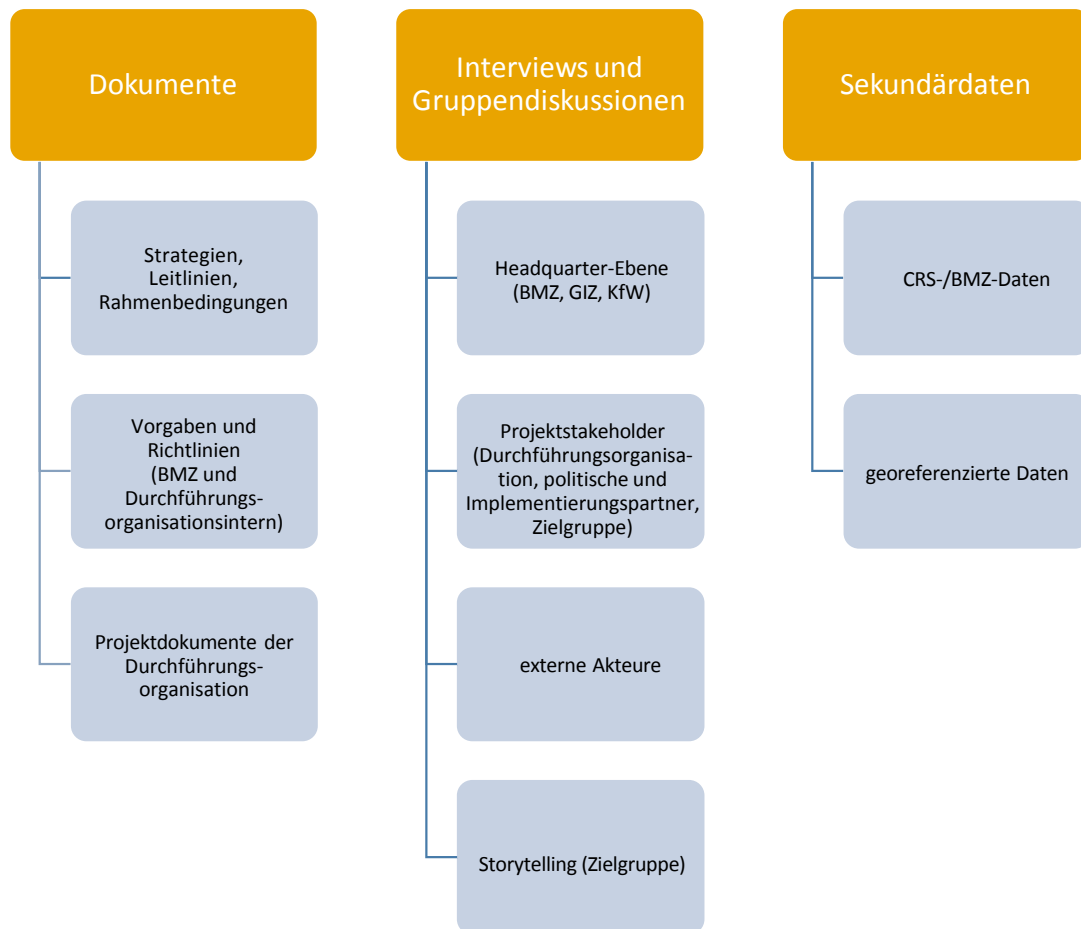 Dokumente
Strategien,
Leitlinien,
Rahmenbedingungen
Vorgaben und
Richtlinien
(BMZ und
Durchführungs-
organisationsintern)
Projektdokumente der
Durchführungs-
organisation
Interviews und
Gruppendiskussionen
Headquarter-Ebene
(BMZ, GIZ, KfW)
Projektstakeholder
(Durchführungsorganisa-
tion, politische und
Implementierungspartner,
Zielgruppe)
externe Akteure
Storytelling (Zielgruppe)
Sekundärdaten
CRS-/BMZ-Daten
georeferenzierte Daten